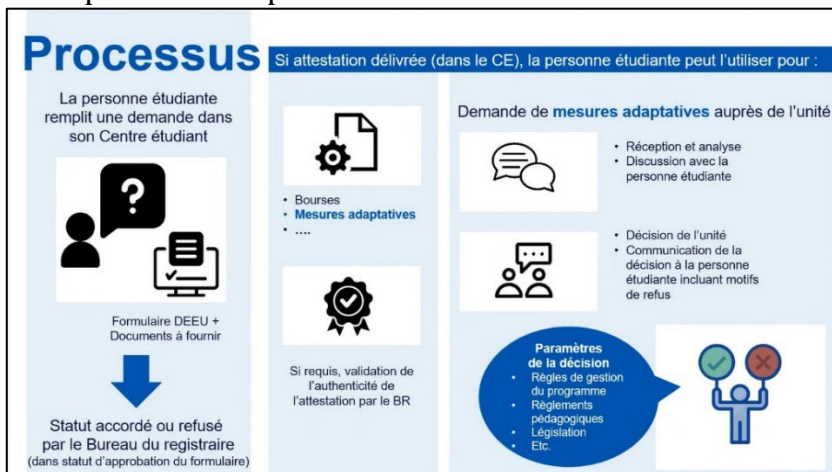 Processus
La personne étudiante
remplit une demande dans
son Centre étudiant
?
Formulaire DEEU +
Documents à fournir
Statut accordé ou refusé
par le Bureau du registraire
(dans statut d'approbation du formulaire)
Si attestation délivrée (dans le CE), la personne étudiante peut l'utiliser pour :
• Bourses
• Mesures adaptatives
• ....
Si requis, validation de
l'authenticité de
l'attestation par le BR
Demande de mesures adaptatives auprès de l'unité
• Réception et analyse
• Discussion avec la
personne étudiante
• Décision de l'unité
• Communication de la
décision à la personne
étudiante incluant motifs
de refus
Paramètres
de la décision
• Règles de gestion
du programme
• Règlements
pédagogiques
• Législation
• Etc.